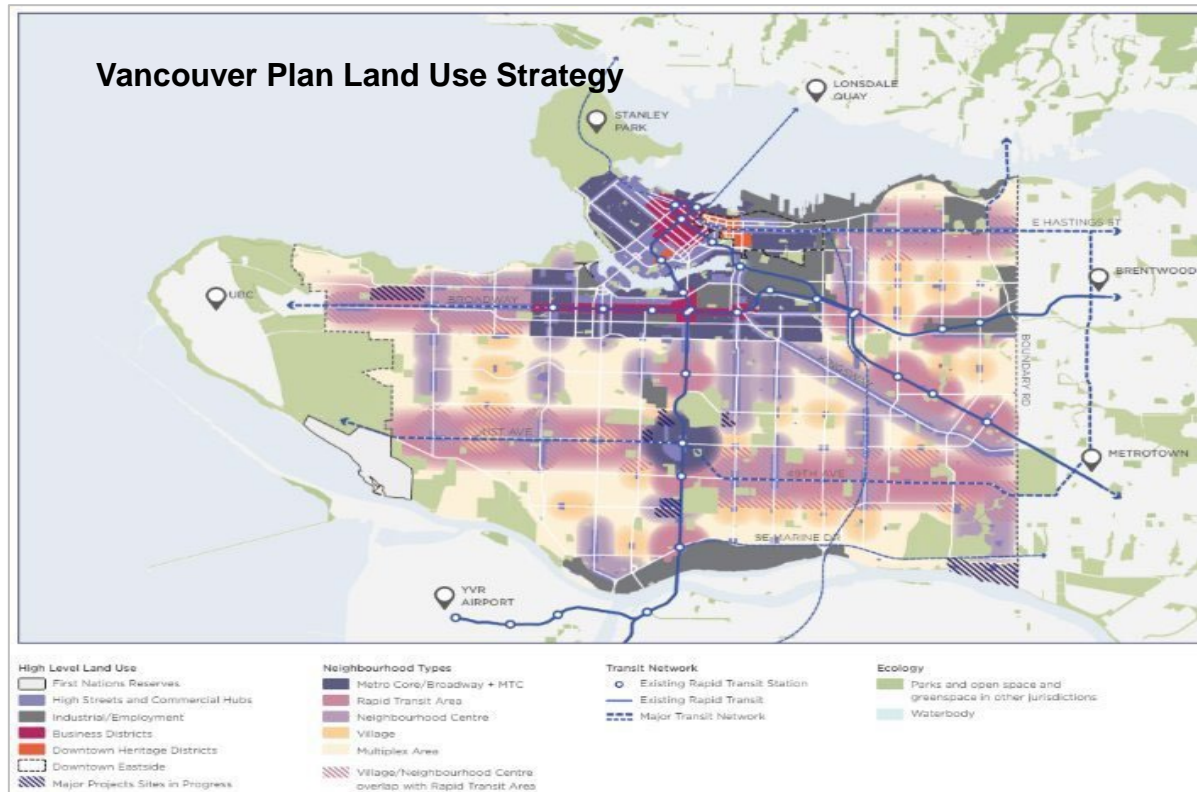 Vancouver Plan Land Use Strategy
LONSDALE
QUAY
STANLEY
PARK
E HASTINGS ST
BRENTWOOD
UBC
BROADWAY
BOUNDARY RD
41ST AVE
METROTOWN
49TH AVE
SE MARINE DR
YVR
AIRPORT
High Level Land Use
First Nations Reserves
High Streets and Commercial Hubs
Industrial/Employment
Business Districts
Downtown Heritage Districts
Downtown Eastside
Major Projects Sites in Progress
Neighbourhood Types
Metro Core/Broadway + MTC
Rapid Transit Area
Neighbourhood Centre
Village
Multiplex Area
Village/Neighbourhood Centre
overlap with Rapid Transit Area
Transit Network
Existing Rapid Transit Station
Existing Rapid Transit
Major Transit Network
Ecology
Parks and open space and
greenspace in other jurisdictions
Waterbody